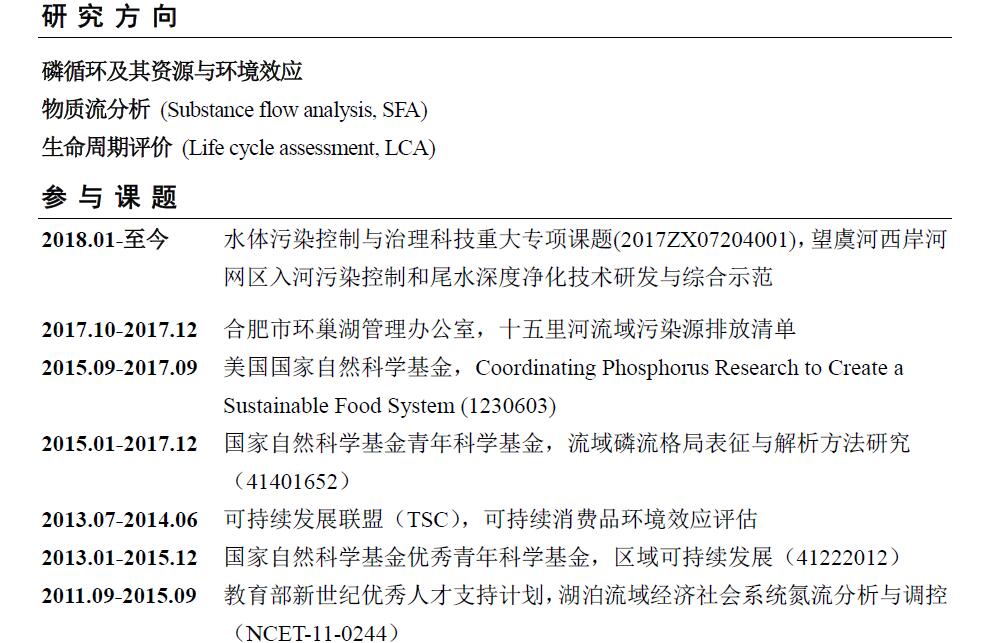 研究方向
磷循环及其资源与环境效应
物质流分析 (Substance flow analysis, SFA)
生命周期评价 (Life cycle assessment, LCA)
参与课题
2018.01-至今 水体污染控制与治理科技重大专项课题(2017ZX07204001)，望虞河西岸河
网区入河污染控制和尾水深度净化技术研发与综合示范
2017.10-2017.12 合肥市环巢湖管理办公室，十五里河流域污染源排放清单
2015.09-2017.09 美国国家自然科学基金，Coordinating Phosphorus Research to Create a
Sustainable Food System (1230603)
2015.01-2017.12 国家自然科学基金青年科学基金，流域磷流格局表征与解析方法研究
（41401652）
2013.07-2014.06 可持续发展联盟（TSC），可持续消费品环境效应评估
2013.01-2015.12 国家自然科学基金优秀青年科学基金，区域可持续发展（41222012）
2011.09-2015.09 教育部新世纪优秀人才支持计划，湖泊流域经济社会系统氮流分析与调控
（NCET-11-0244）